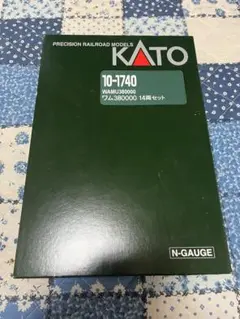 PRECISION RAILROAD MODELS
KATO
10-1740
WAMU380000
ワム380000 14両セット
N-GAUGE